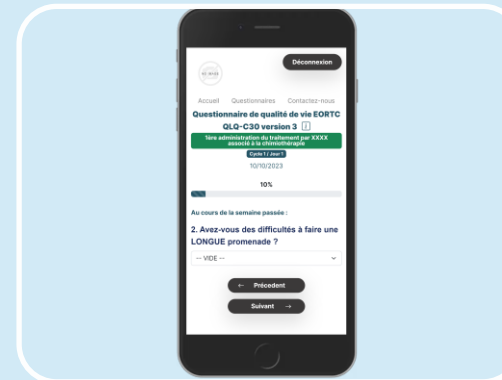 Déconnexion
Accueil Questionnaires Contactez-nous
Questionnaire de qualité de vie EORTC
QLQ-C30 version 3 i
1ère administration du traitement par XXXX
associé à la chimiothérapie
Cycle 1 / Jour 1
10/10/2023
10%
Au cours de la semaine passée :
2. Avez-vous des difficultés à faire une
LONGUE promenade ?
-- VIDE --
← Précedent
Suivant →